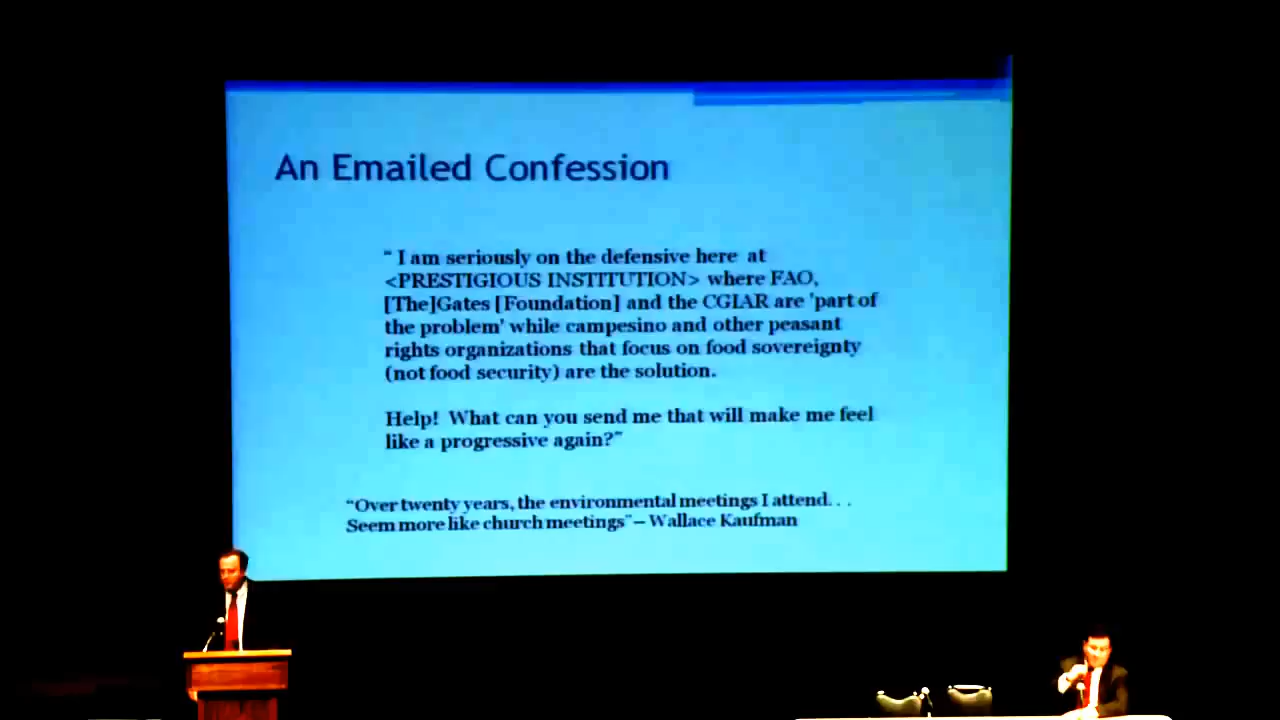 An Emailed Confession
" I am seriously on the defensive here at
<PRESTIGIOUS INSTITUTION> where FAO,
[The]Gates [Foundation] and the CGIAR are 'part of
the problem' while campesino and other peasant
rights organizations that focus on food sovereignty
(not food security) are the solution.
Help! What can you send me that will make me feel
like a progressive again?"
"Over twenty years, the environmental meetings I attend. . .
Seem more like church meetings" – Wallace Kaufman